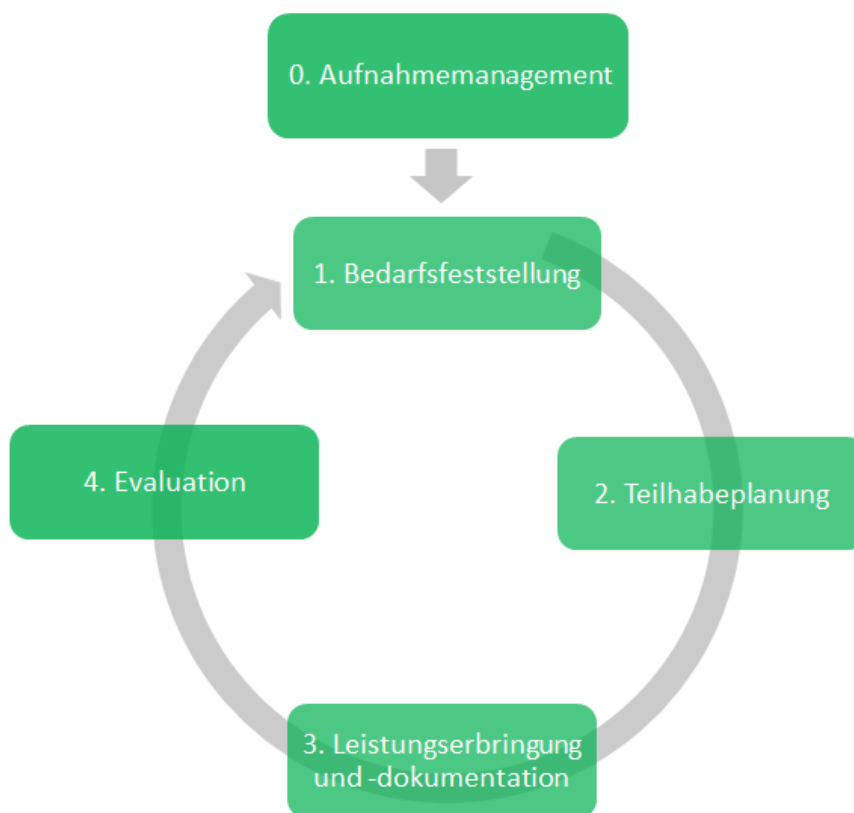 0. Aufnahmemanagement
1. Bedarfsfeststellung
2. Teilhabeplanung
4. Evaluation
3. Leistungserbringung
und -dokumentation